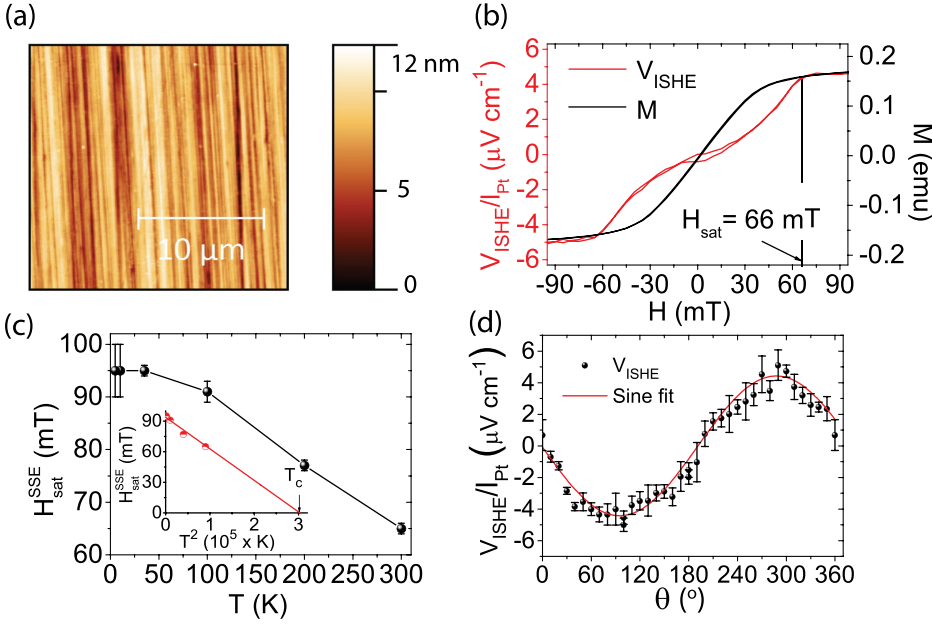 (a)
12 nm
5
0
10 μm
(b)
V_ISHE/I_Pt (μV cm⁻¹)
6
4
2
0
-2
-4
-6
V_ISHE
M
H_sat= 66 mT
0.2
0.1
0.0
-0.1
-0.2
M (emu)
-90 -60 -30 0 30 60 90
H (mT)
(c)
H_sat^SSE (mT)
100
90
80
70
60
0 50 100 150 200 250 300
T (K)
H_sat^SSE (mT)
90
60
30
0
0 1 2 3 4
T² (10⁵ x K)
T_c
(d)
V_ISHE/I_Pt (μV cm⁻¹)
6
4
2
0
-2
-4
-6
V_ISHE
Sine fit
0 60 120 180 240 300 360
θ (°)